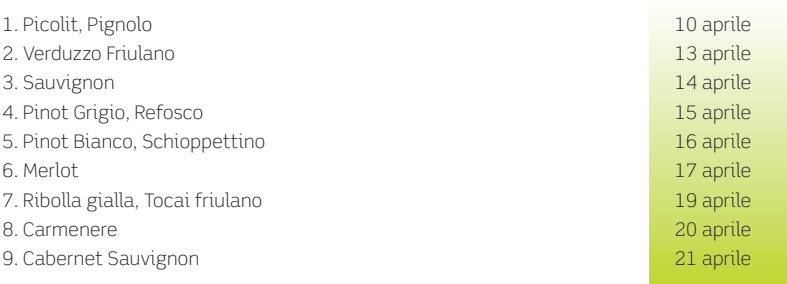 1. Picolit, Pignolo 10 aprile
2. Verduzzo Friulano 13 aprile
3. Sauvignon 14 aprile
4. Pinot Grigio, Refosco 15 aprile
5. Pinot Bianco, Schioppettino 16 aprile
6. Merlot 17 aprile
7. Ribolla gialla, Tocai friulano 19 aprile
8. Carmenere 20 aprile
9. Cabernet Sauvignon 21 aprile